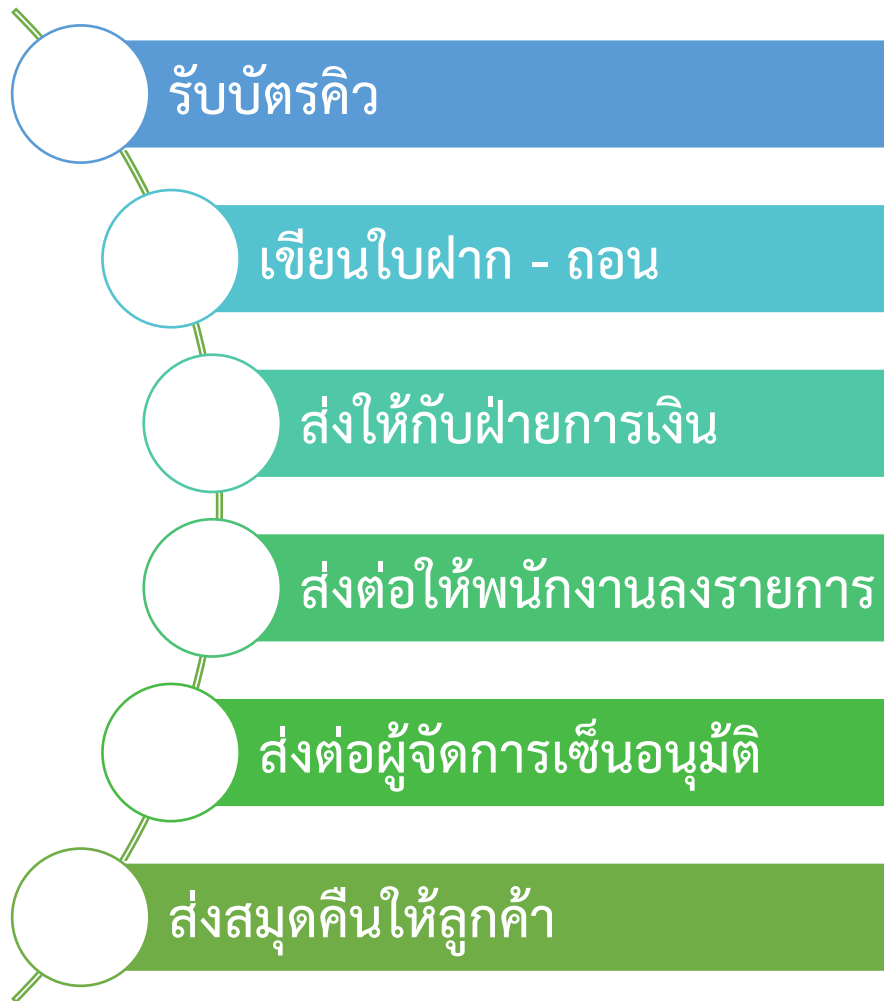 รับบัตรคิว
เขียนใบฝาก - ถอน
ส่งให้กับฝ่ายการเงิน
ส่งต่อให้พนักงานลงรายการ
ส่งต่อผู้จัดการเซ็นอนุม้ติ
ส่งสมุดคืนให้ลูกค้า